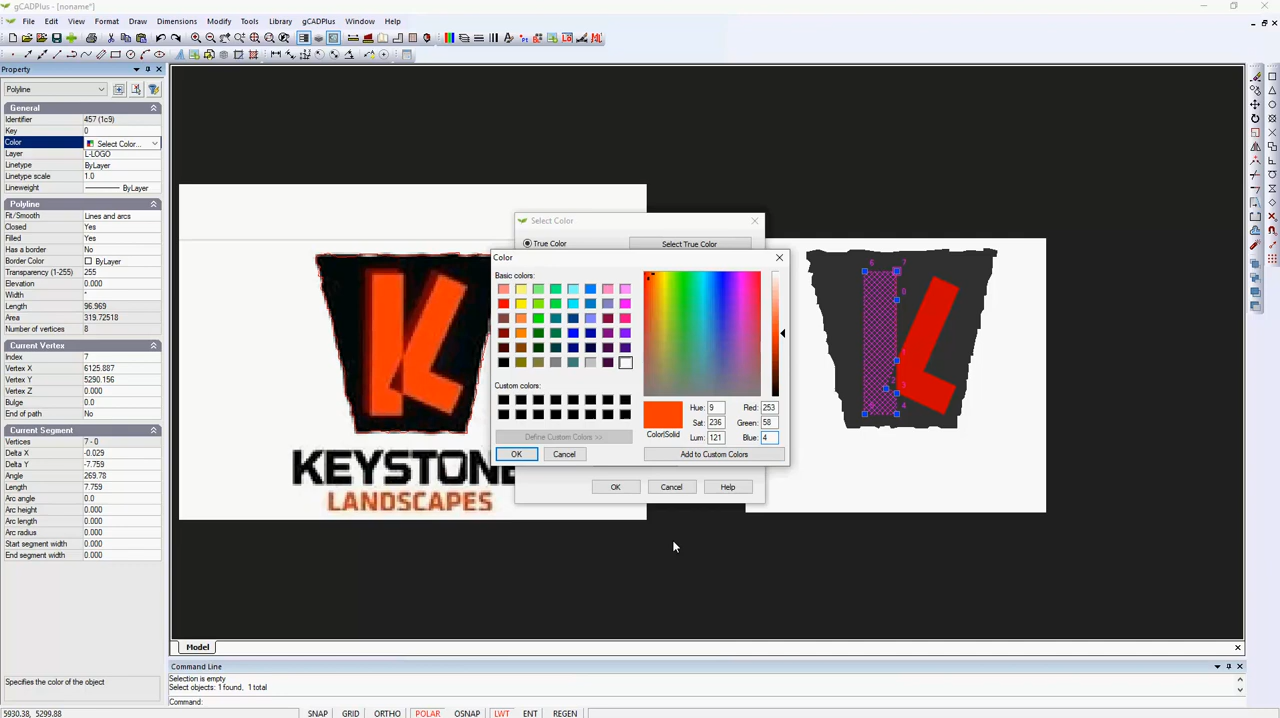 gCADPlus - [noname*]
File Edit View Format Draw Dimensions Modify Tools Library gCADPlus Window Help
Property
Polyline
General
Identifier 457 (1c9)
Key 0
Color Select Color...
Layer L-LOGO
Linetype ByLayer
Linetype scale 1.0
Lineweight ByLayer
Polyline
Fit/Smooth Lines and arcs
Closed Yes
Filled Yes
Has a border No
Border Color ByLayer
Transparency (1-255) 255
Elevation 0.000
Width *
Length 96.969
Area 319.72518
Number of vertices 8
Current Vertex
Index 7
Vertex X 6125.887
Vertex Y 5290.156
Vertex Z 0.000
Bulge 0.0
End of path No
Current Segment
Vertices 7 - 0
Delta X -0.029
Delta Y -7.759
Angle 269.78
Length 7.759
Arc angle 0.0
Arc height 0.000
Arc length 0.000
Arc radius 0.000
Start segment width 0.000
End segment width 0.000
Specifies the color of the object
KEYSTONE
LANDSCAPES
Select Color
True Color Select True Color
Color
Basic colors:
Custom colors:
Define Custom Colors >>
OK Cancel
Color|Solid
Hue: 9 Red: 253
Sat: 236 Green: 58
Lum: 121 Blue: 4
Add to Custom Colors
OK Cancel Help
6 7
0
1
2 3
4
Model
Command Line
Selection is empty
Select objects: 1 found, 1 total
Command:
5930.38, 5299.88 SNAP GRID ORTHO POLAR OSNAP LWT ENT REGEN